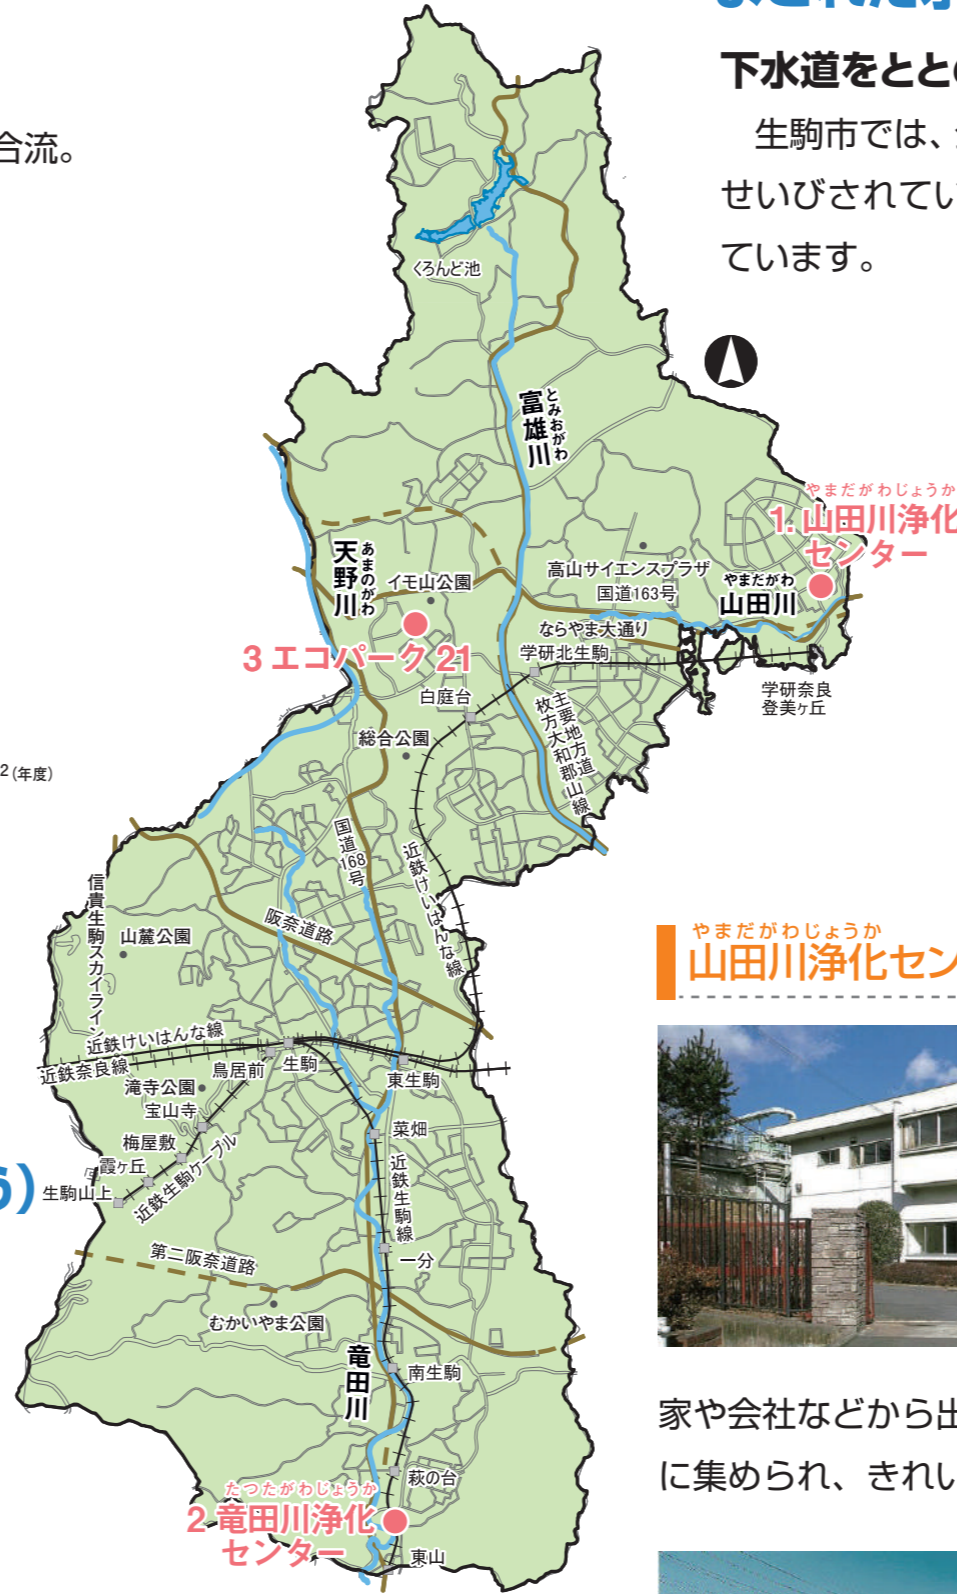 合流。
下水道をととの
生駒市では、
せいびされてい
ています。
くろんど池
とみおがわ
富雄川
あまのがわ
天野川
イモ山公園
3 エコパーク 21
高山サイエンスプラザ
国道163号
やまだがわじょうか
1. 山田川浄化
センター
やまだがわ
山田川
ならやま大通り
学研北生駒
学研奈良
登美ヶ丘
白庭台
主要地方道
枚方大和郡山線
総合公園
2 (年度)
国道168号
近鉄けいはんな線
信貴生駒スカイライン
山麓公園
阪奈道路
近鉄けいはんな線
近鉄奈良線
鳥居前
生駒
東生駒
滝寺公園
宝山寺
梅屋敷
霞ヶ丘
生駒山上
近鉄生駒ケーブル
菜畑
近鉄生駒線
一分
第二阪奈道路
むかいやま公園
竜田川
南生駒
萩の台
たつたがわじょうか
2 竜田川浄化
センター
東山
6)
やまだがわじょうか
山田川浄化セン
家や会社などから出
に集められ、きれい